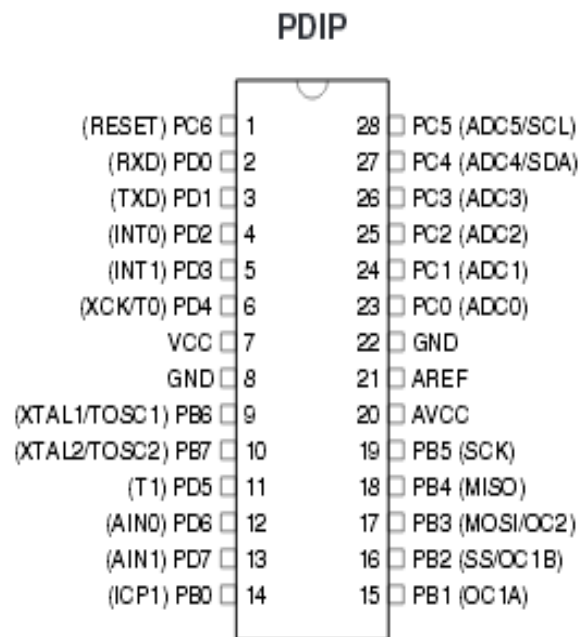 PDIP
(RESET) PC6 1 28 PC5 (ADC5/SCL)
(RXD) PD0 2 27 PC4 (ADC4/SDA)
(TXD) PD1 3 26 PC3 (ADC3)
(INT0) PD2 4 25 PC2 (ADC2)
(INT1) PD3 5 24 PC1 (ADC1)
(XCK/T0) PD4 6 23 PC0 (ADC0)
VCC 7 22 GND
GND 8 21 AREF
(XTAL1/TOSC1) PB6 9 20 AVCC
(XTAL2/TOSC2) PB7 10 19 PB5 (SCK)
(T1) PD5 11 18 PB4 (MISO)
(AIN0) PD6 12 17 PB3 (MOSI/OC2)
(AIN1) PD7 13 16 PB2 (SS/OC1B)
(ICP1) PB0 14 15 PB1 (OC1A)